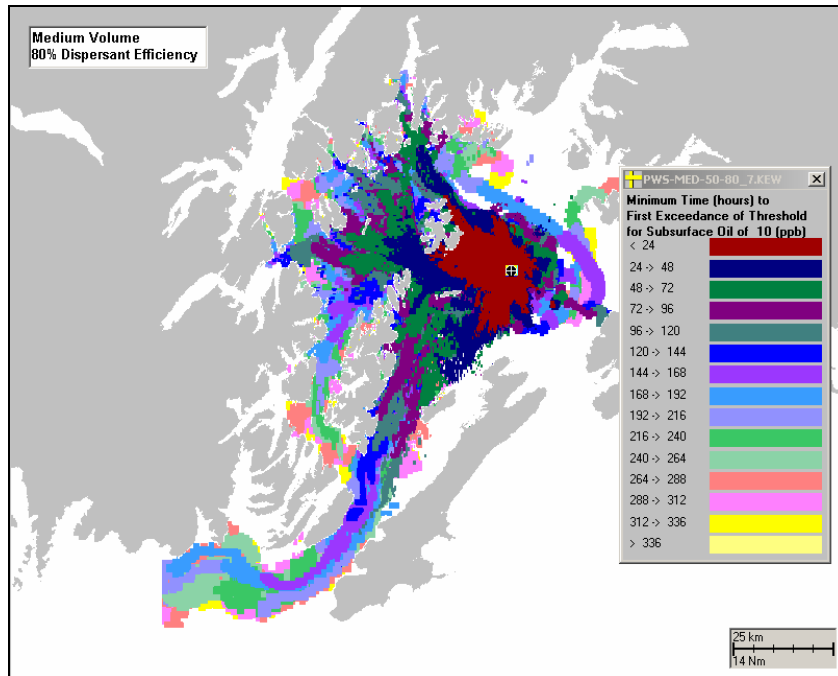 Medium Volume
80% Dispersant Efficiency
PWS-MED-50-80_7.KEW
Minimum Time (hours) to
First Exceedance of Threshold
for Subsurface Oil of 10 (ppb)
< 24
24 -> 48
48 -> 72
72 -> 96
96 -> 120
120 -> 144
144 -> 168
168 -> 192
192 -> 216
216 -> 240
240 -> 264
264 -> 288
288 -> 312
312 -> 336
> 336
25 km
14 Nm